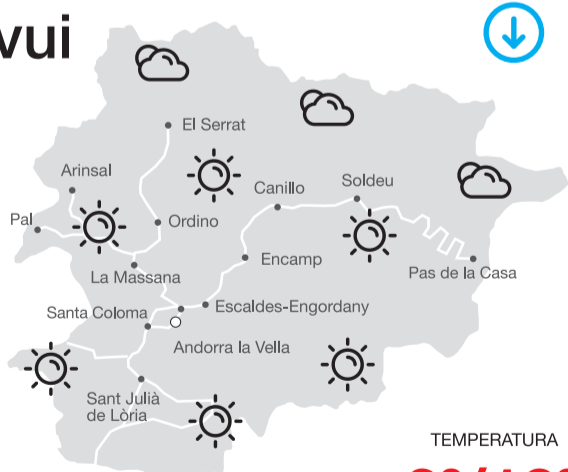 El Serrat
Arinsal
Canillo
Soldeu
Pal
Ordino
Encamp
Pas de la Casa
La Massana
Santa Coloma
Escaldes-Engordany
Andorra la Vella
Sant Julià
de Lòria
TEMPERATURA